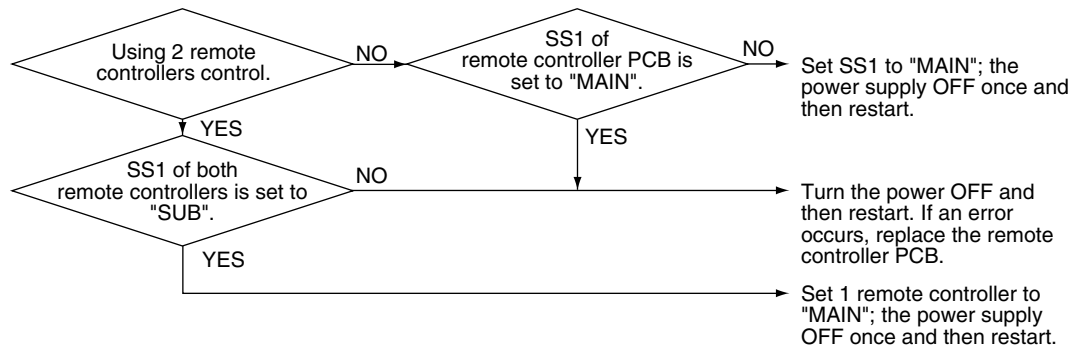 Using 2 remote
controllers control.
NO
SS1 of
remote controller PCB is
set to "MAIN".
NO
Set SS1 to "MAIN"; the
power supply OFF once and
then restart.
YES
YES
SS1 of both
remote controllers is set to
"SUB".
NO
Turn the power OFF and
then restart. If an error
occurs, replace the remote
controller PCB.
YES
Set 1 remote controller to
"MAIN"; the power supply
OFF once and then restart.